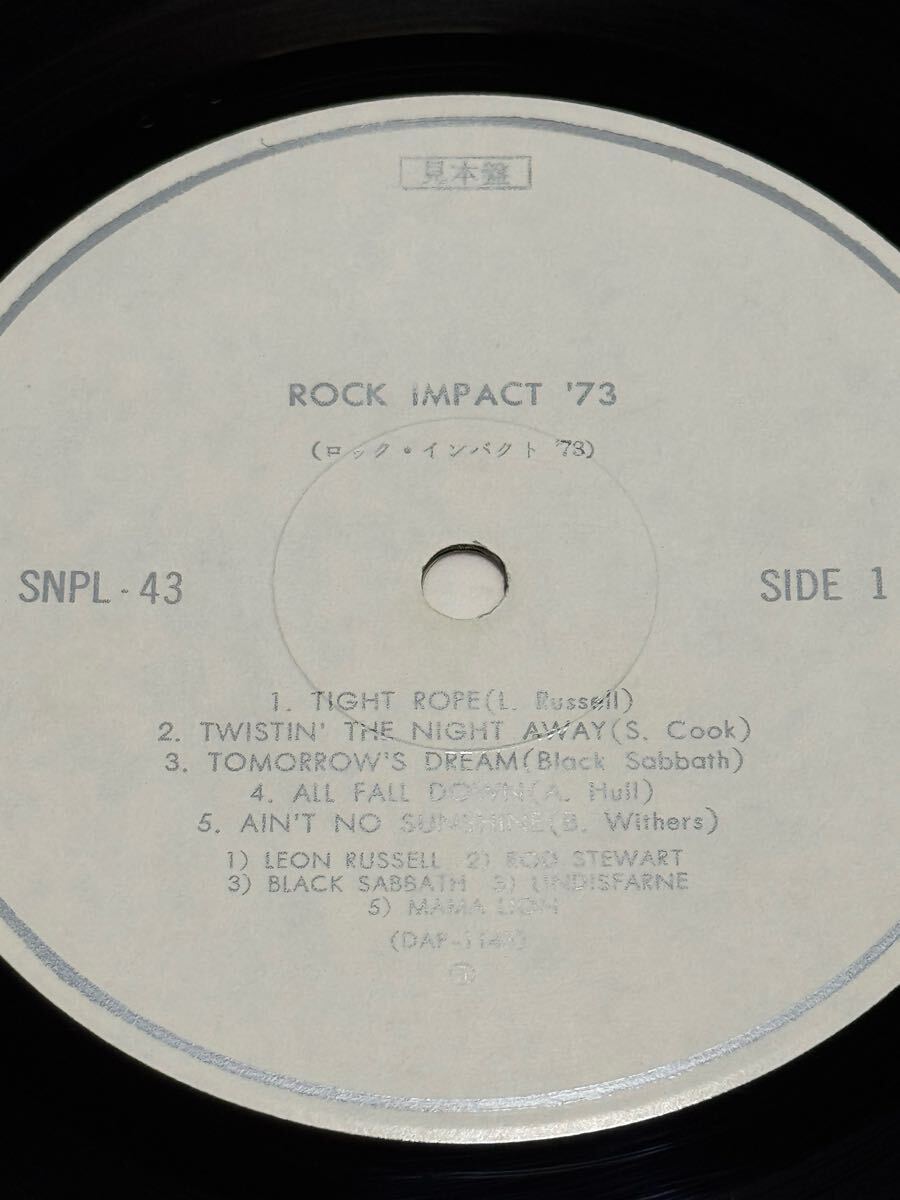 見本盤
ROCK IMPACT '73
(ロック・インパクト '73)
SNPL-43
SIDE 1
1. TIGHT ROPE(L. Russell)
2. TWISTIN' THE NIGHT AWAY(S. Cook)
3. TOMORROW'S DREAM(Black Sabbath)
4. ALL FALL DOWN(A. Hull)
5. AIN'T NO SUNSHINE(B. Withers)
1) LEON RUSSELL 2) ROD STEWART
3) BLACK SABBATH 3) LINDISFARNE
5) MAMA LION